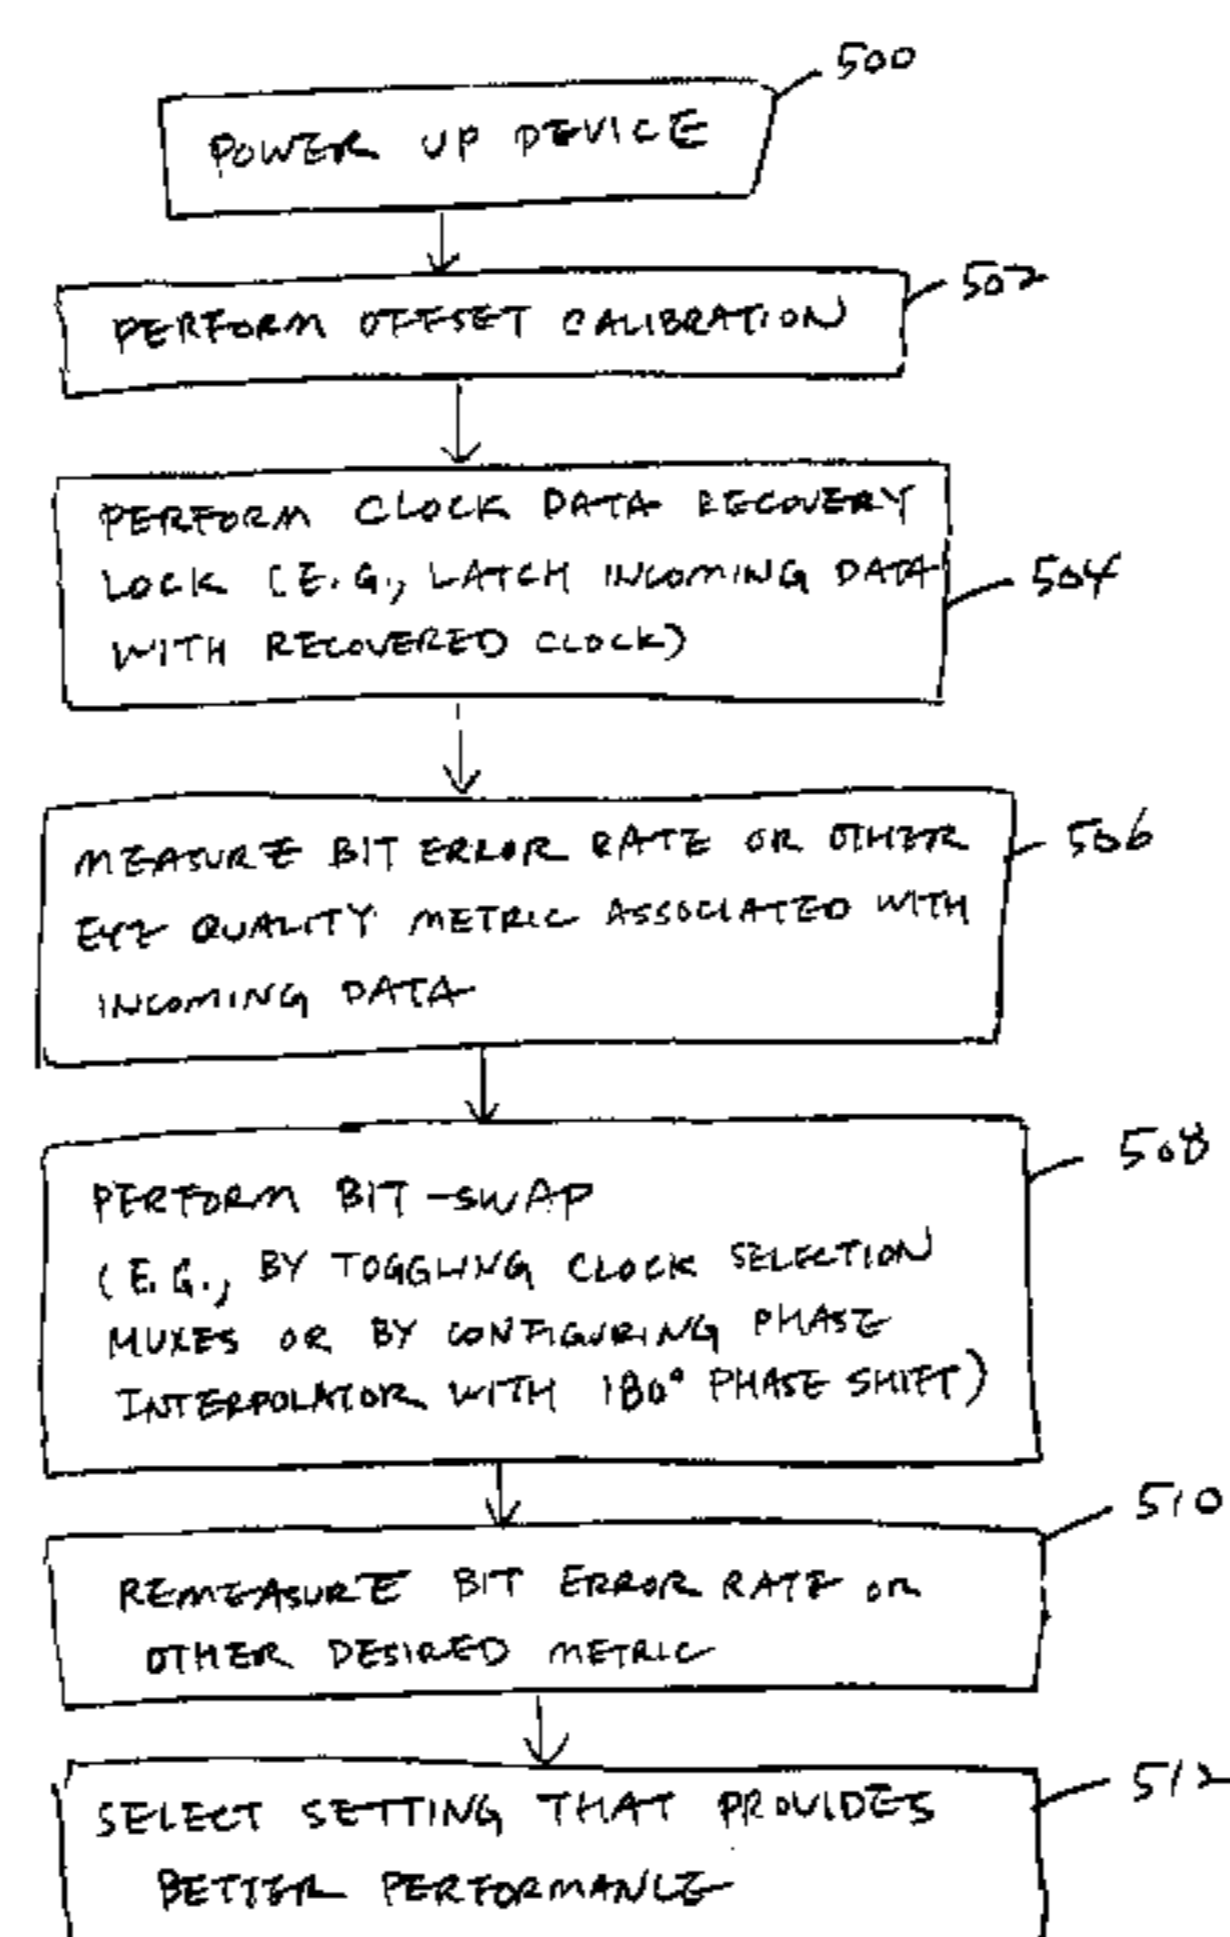 500
POWER UP DEVICE
502
PERFORM OFFSET CALIBRATION
PERFORM CLOCK DATA RECOVERY
LOCK (E.G., LATCH INCOMING DATA
504
WITH RECOVERED CLOCK)
506
MEASURE BIT ERROR RATE OR OTHER
EYE QUALITY METRIC ASSOCIATED WITH
INCOMING DATA
508
PERFORM BIT-SWAP
(E.G., BY TOGGLING CLOCK SELECTION
MUXES OR BY CONFIGURING PHASE
INTERPOLATOR WITH 180° PHASE SHIFT)
510
REMEASURE BIT ERROR RATE OR
OTHER DESIRED METRIC
512
SELECT SETTING THAT PROVIDES
BETTER PERFORMANCE